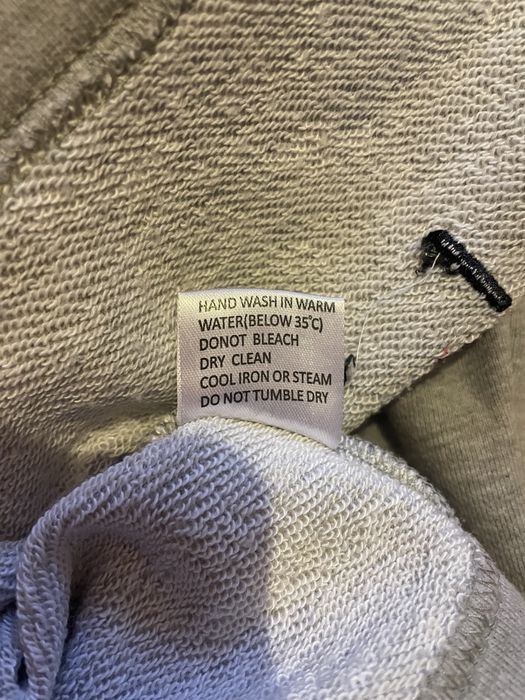 HAND WASH IN WARM
WATER(BELOW 35°C)
DONOT BLEACH
DRY CLEAN
COOL IRON OR STEAM
DO NOT TUMBLE DRY